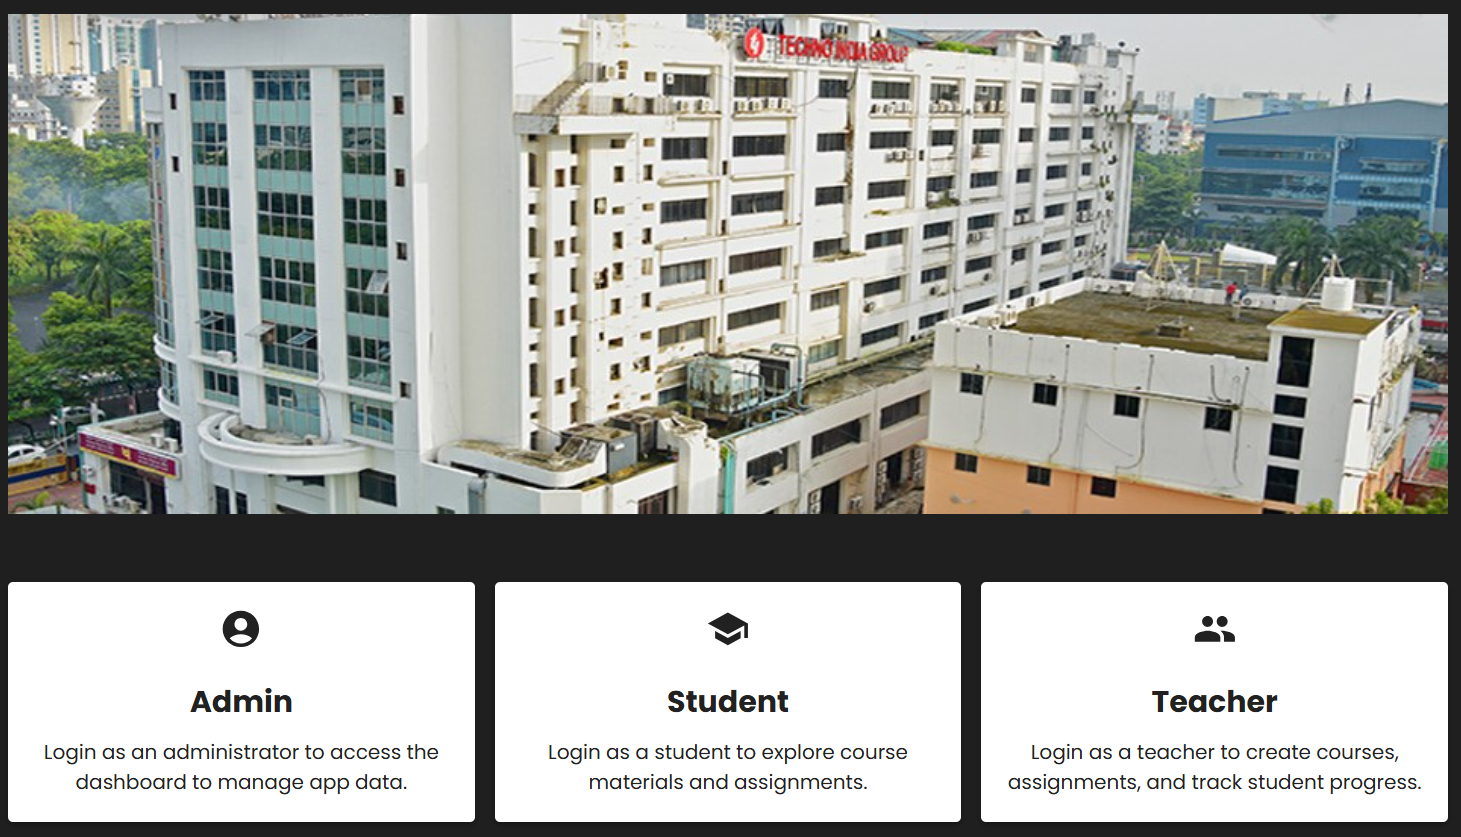 TECHNO INDIA GROUP
Admin
Login as an administrator to access the
dashboard to manage app data.
Student
Login as a student to explore course
materials and assignments.
Teacher
Login as a teacher to create courses,
assignments, and track student progress.